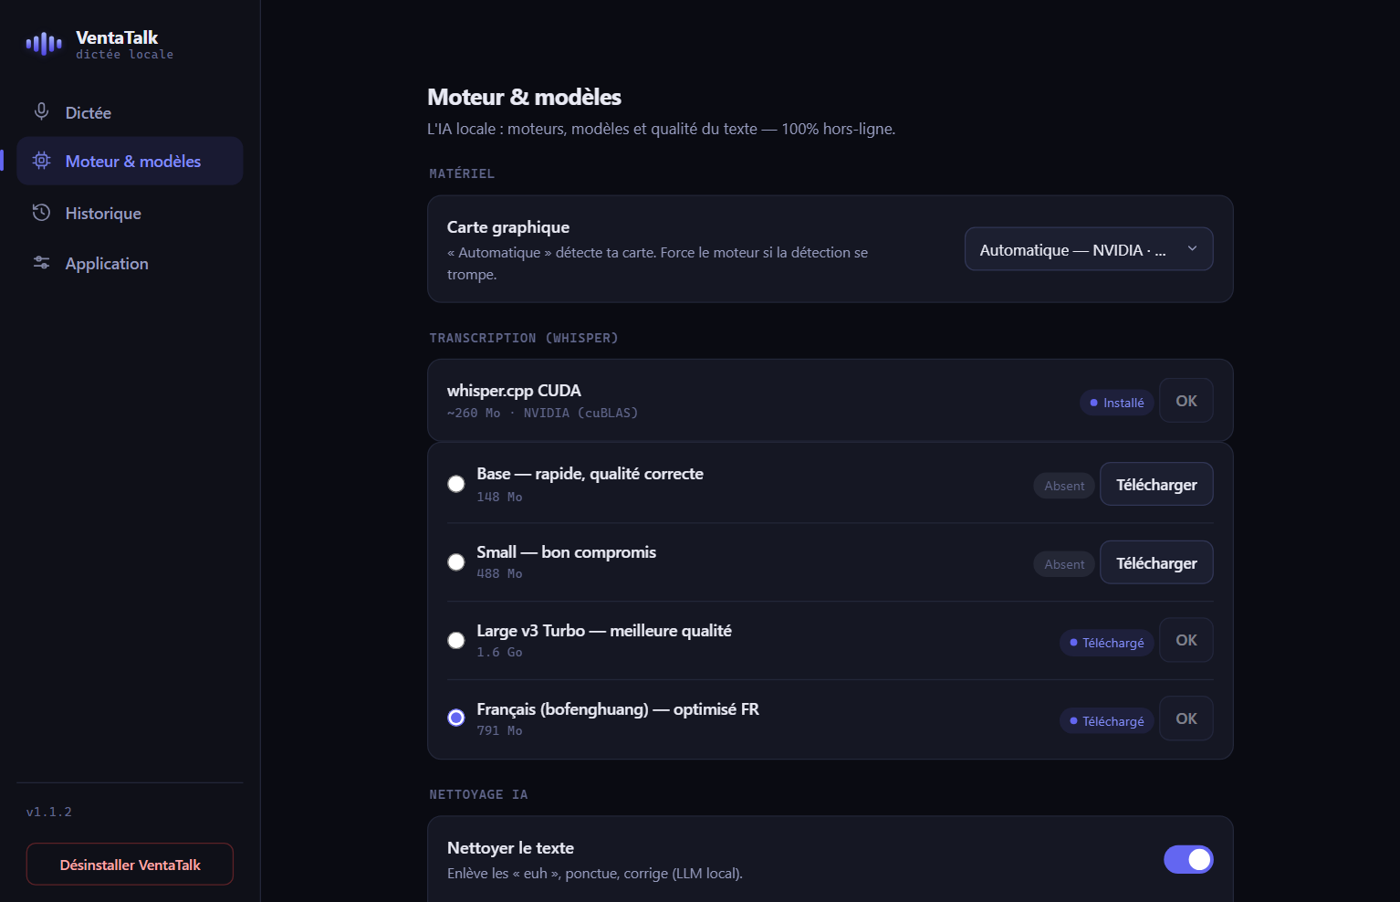 VentaTalk
dictée locale
Dictée
Moteur & modèles
Historique
Application
v1.1.2
Désinstaller VentaTalk
Moteur & modèles
L'IA locale : moteurs, modèles et qualité du texte — 100% hors-ligne.
MATÉRIEL
Carte graphique
« Automatique » détecte ta carte. Force le moteur si la détection se
trompe.
Automatique — NVIDIA · ...
TRANSCRIPTION (WHISPER)
whisper.cpp CUDA
~260 Mo · NVIDIA (cuBLAS)
Installé
OK
Base — rapide, qualité correcte
148 Mo
Absent
Télécharger
Small — bon compromis
488 Mo
Absent
Télécharger
Large v3 Turbo — meilleure qualité
1.6 Go
Téléchargé
OK
Français (bofenghuang) — optimisé FR
791 Mo
Téléchargé
OK
NETTOYAGE IA
Nettoyer le texte
Enlève les « euh », ponctue, corrige (LLM local).